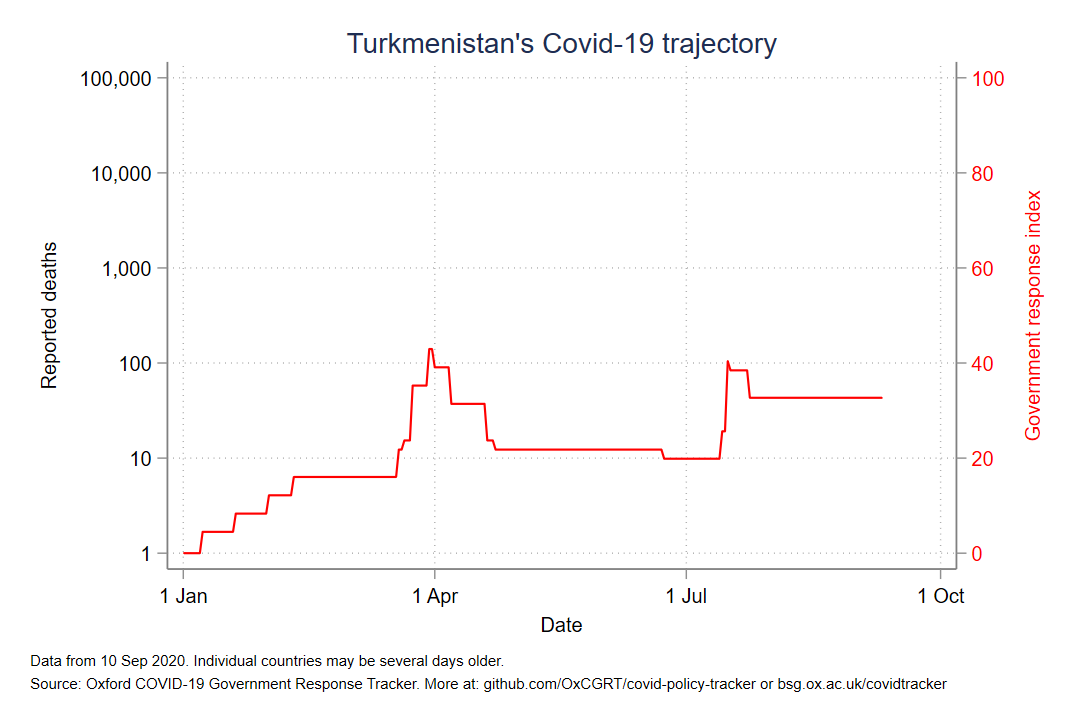 Turkmenistan's Covid-19 trajectory
100,000
10,000
1,000
100
10
1
Reported deaths
100
80
60
40
20
0
Government response index
1 Jan
1 Apr
1 Jul
1 Oct
Date
Data from 10 Sep 2020. Individual countries may be several days older.
Source: Oxford COVID-19 Government Response Tracker. More at: github.com/OxCGRT/covid-policy-tracker or bsg.ox.ac.uk/covidtracker